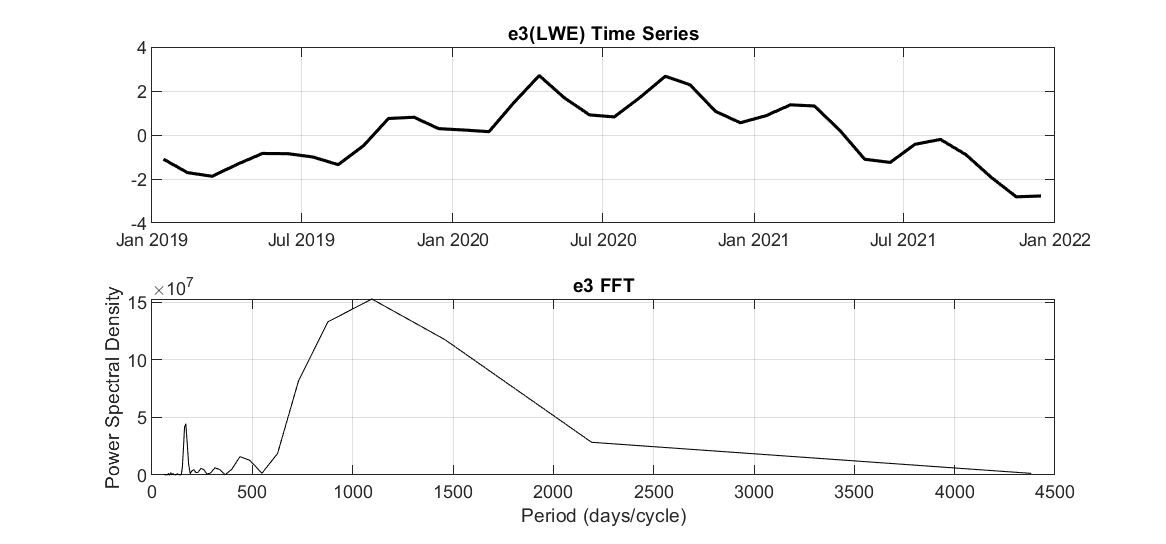 e3(LWE) Time Series
4
2
0
-2
-4
Jan 2019 Jul 2019 Jan 2020 Jul 2020 Jan 2021 Jul 2021 Jan 2022
e3 FFT
×10⁷
Power Spectral Density
15
10
5
0
0 500 1000 1500 2000 2500 3000 3500 4000 4500
Period (days/cycle)